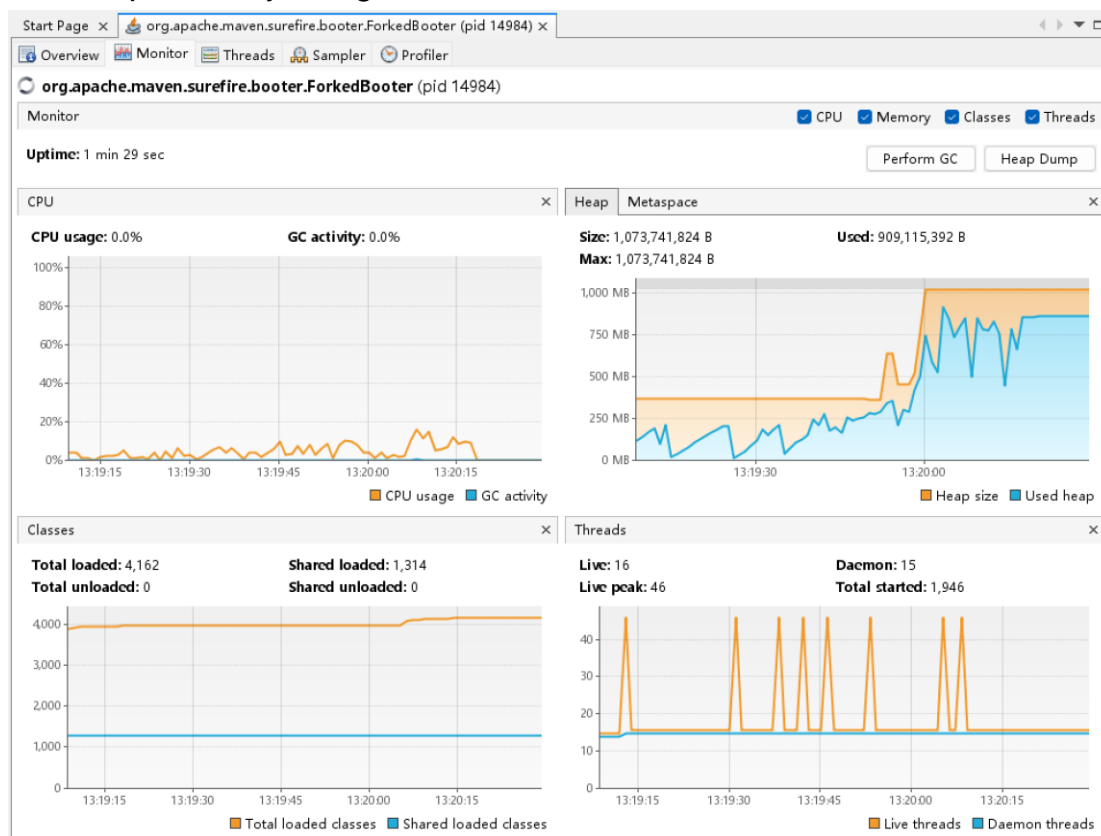 Start Page
org.apache.maven.surefire.booter.ForkedBooter (pid 14984)
Overview Monitor Threads Sampler Profiler
org.apache.maven.surefire.booter.ForkedBooter (pid 14984)
Monitor
CPU Memory Classes Threads
Uptime: 1 min 29 sec
Perform GC Heap Dump
CPU
CPU usage: 0.0% GC activity: 0.0%
100%
80%
60%
40%
20%
0%
13:19:15 13:19:30 13:19:45 13:20:00 13:20:15
CPU usage GC activity
Heap Metaspace
Size: 1,073,741,824 B Used: 909,115,392 B
Max: 1,073,741,824 B
1,000 MB
750 MB
500 MB
250 MB
0 MB
13:19:30 13:20:00
Heap size Used heap
Classes
Total loaded: 4,162 Shared loaded: 1,314
Total unloaded: 0 Shared unloaded: 0
4,000
3,000
2,000
1,000
0
13:19:15 13:19:30 13:19:45 13:20:00 13:20:15
Total loaded classes Shared loaded classes
Threads
Live: 16 Daemon: 15
Live peak: 46 Total started: 1,946
40
30
20
10
0
13:19:15 13:19:30 13:19:45 13:20:00 13:20:15
Live threads Daemon threads